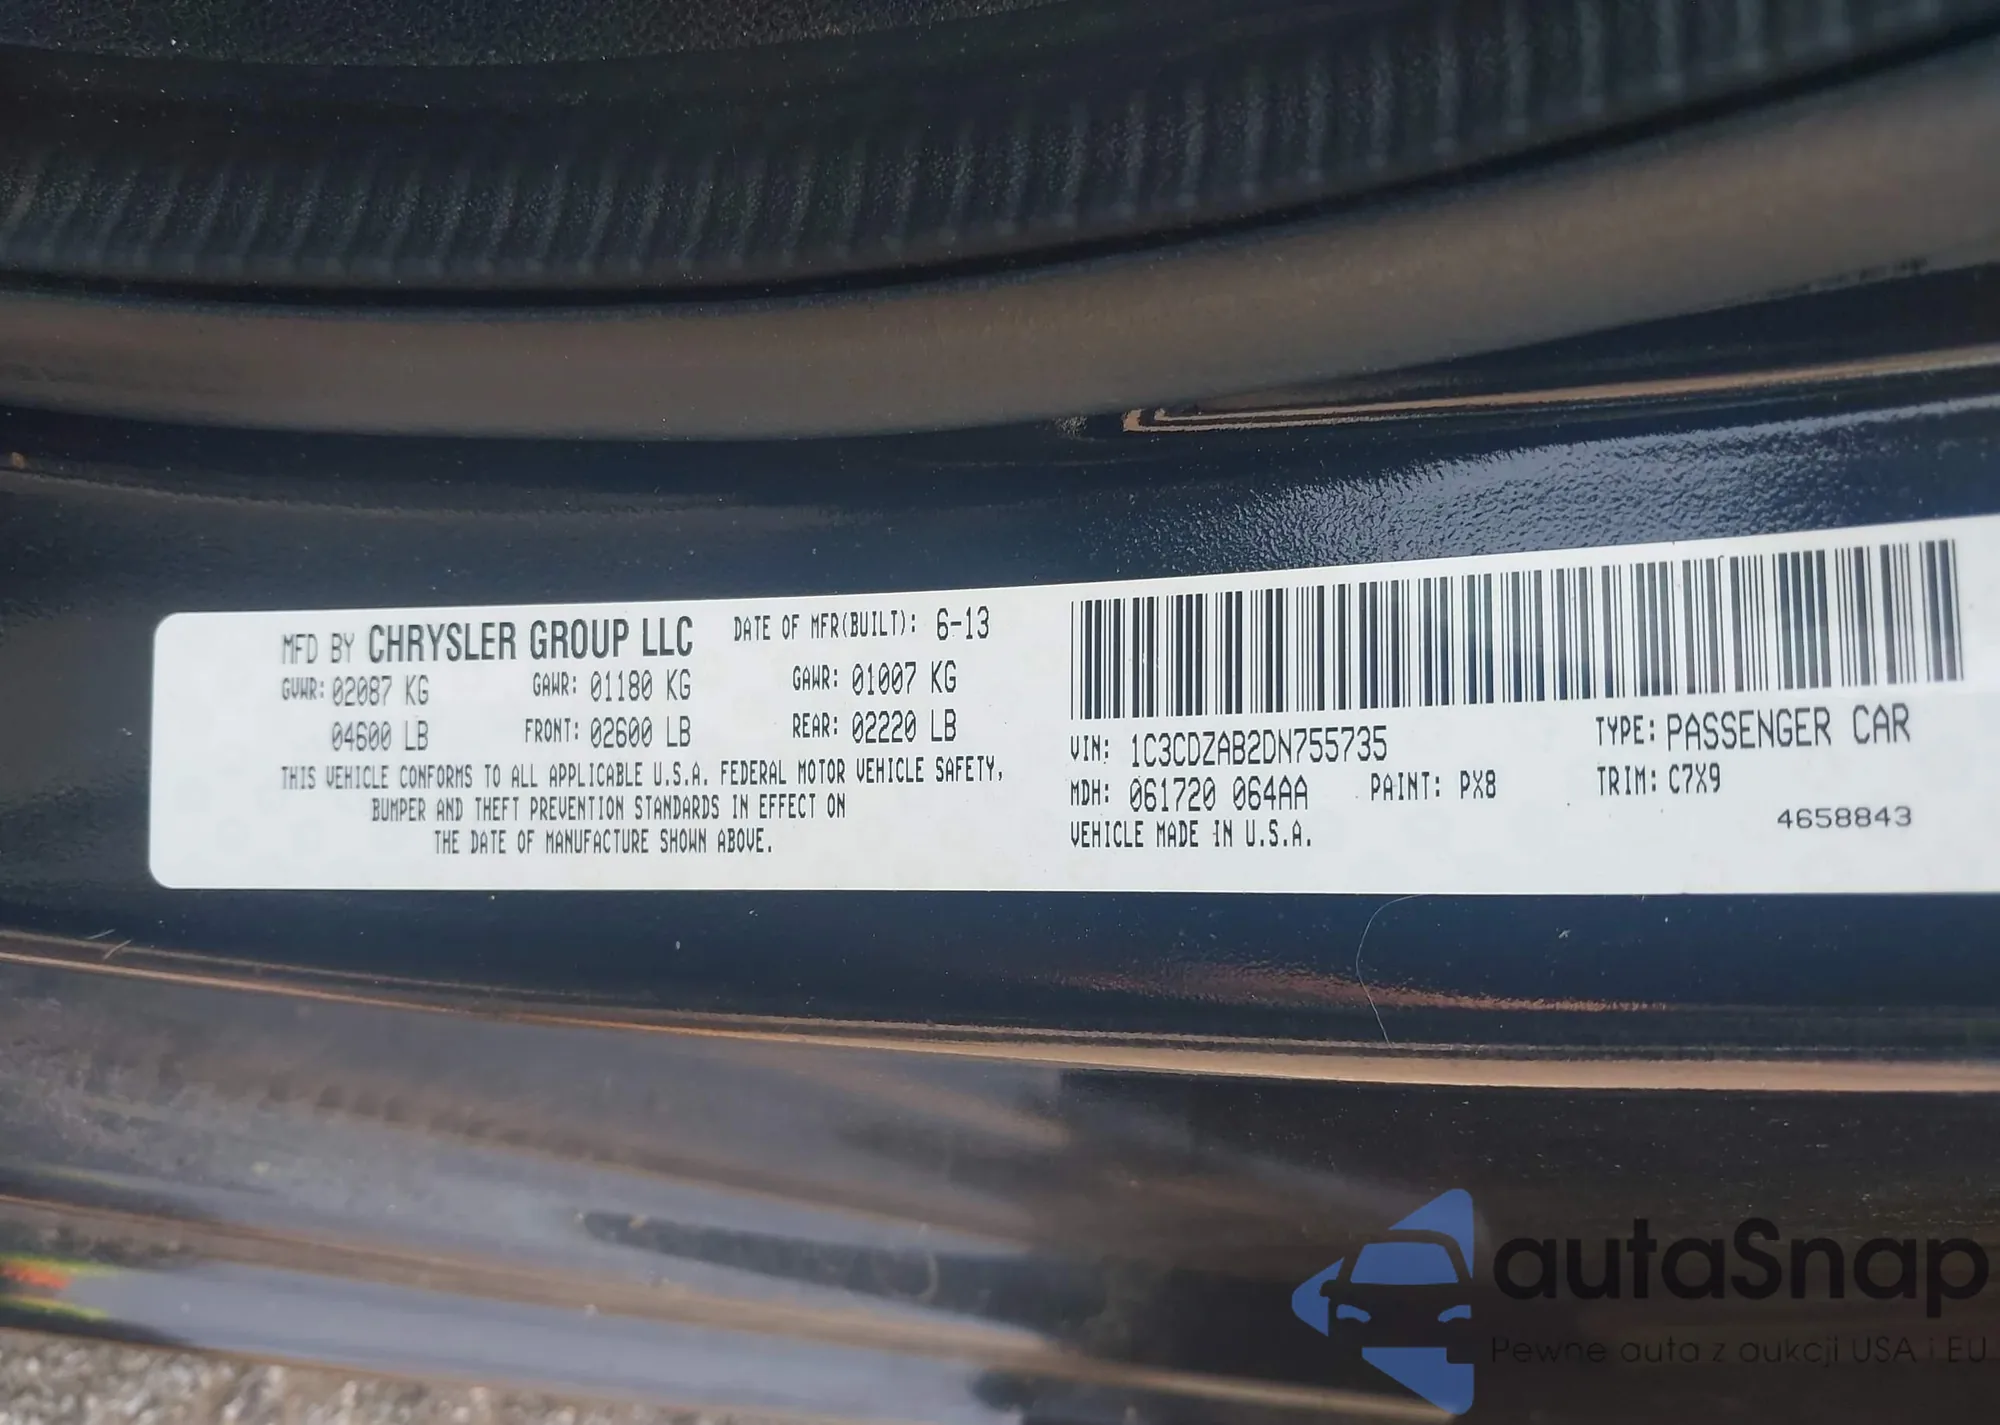 MFD BY CHRYSLER GROUP LLC DATE OF MFR(BUILT): 6-13
GVWR: 02087 KG GAWR: 01180 KG GAWR: 01007 KG
04600 LB FRONT: 02600 LB REAR: 02220 LB
THIS VEHICLE CONFORMS TO ALL APPLICABLE U.S.A. FEDERAL MOTOR VEHICLE SAFETY,
BUMPER AND THEFT PREVENTION STANDARDS IN EFFECT ON
THE DATE OF MANUFACTURE SHOWN ABOVE.
VIN: 1C3CDZAB2DN755735 TYPE: PASSENGER CAR
MDH: 061720 064AA PAINT: PX8 TRIM: C7X9
VEHICLE MADE IN U.S.A. 4658843
autaSnap
Pewne auta z aukcji USA i EU